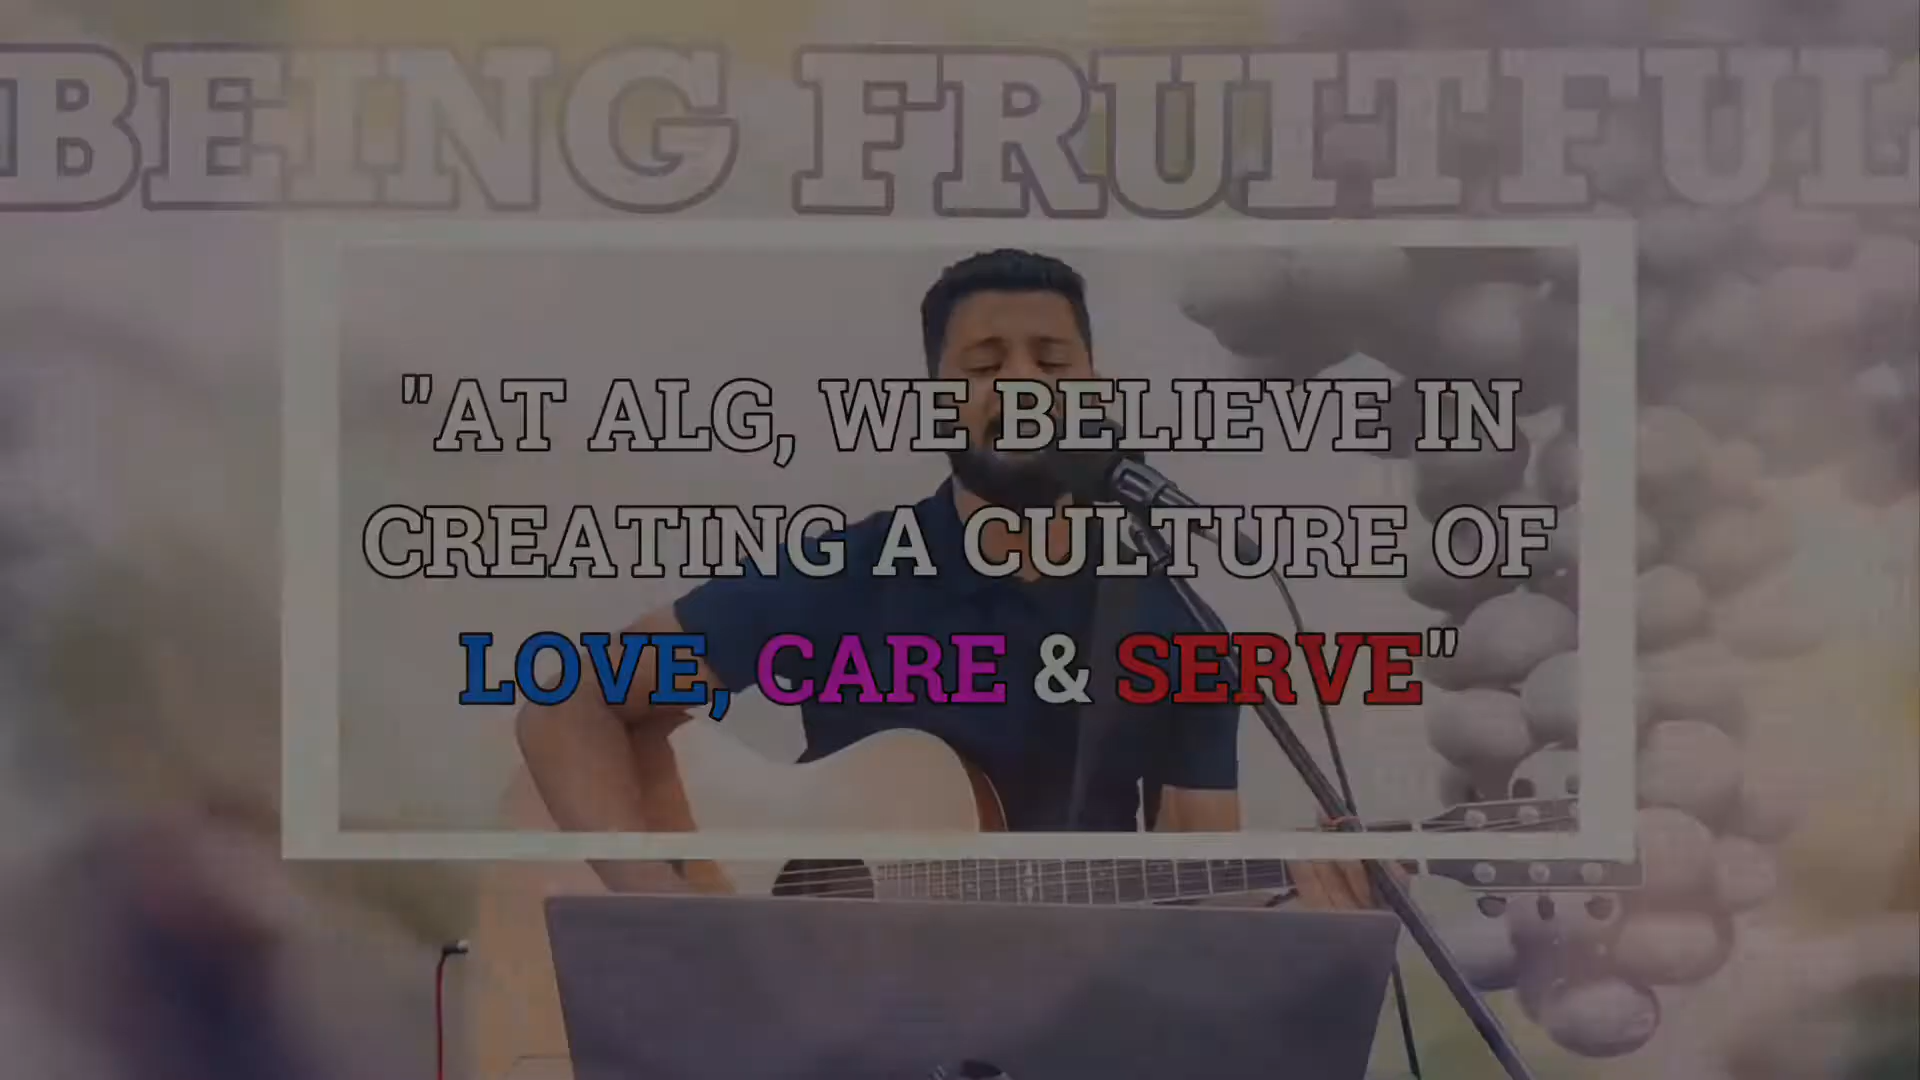 BEING FRUITFUL
"AT ALG, WE BELIEVE IN
CREATING A CULTURE OF
LOVE, CARE & SERVE"